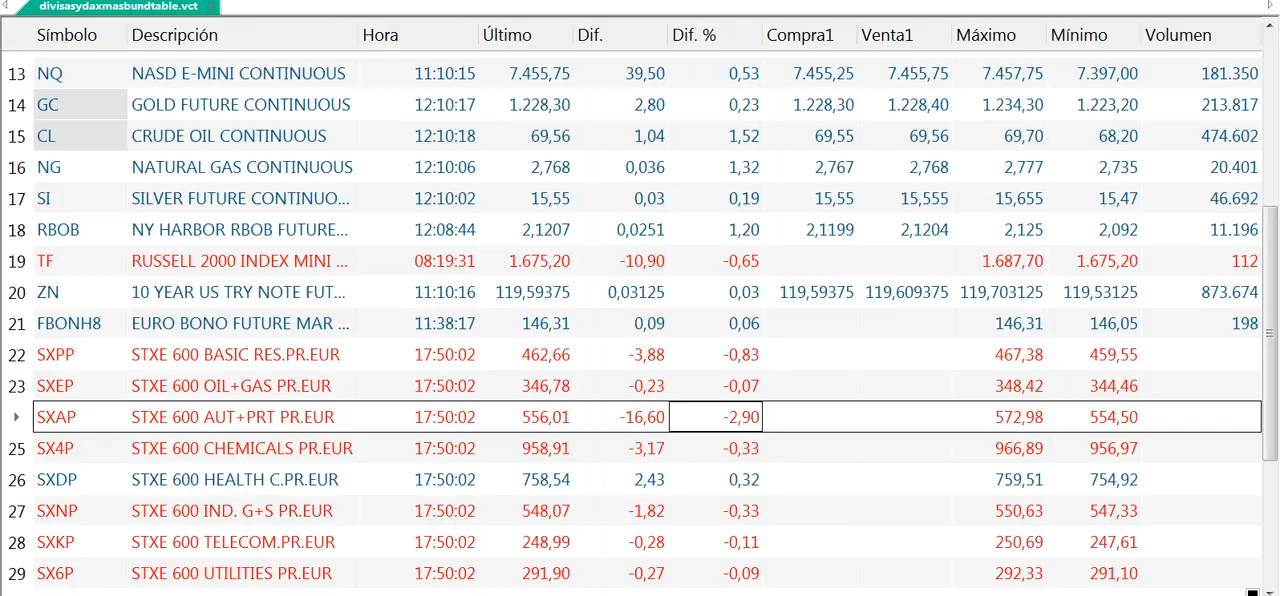 divisasydaxmasbundtable.vct
Símbolo Descripción Hora Último Dif. Dif. % Compra1 Venta1 Máximo Mínimo Volumen
13 NQ NASD E-MINI CONTINUOUS 11:10:15 7.455,75 39,50 0,53 7.455,25 7.455,75 7.457,75 7.397,00 181.350
14 GC GOLD FUTURE CONTINUOUS 12:10:17 1.228,30 2,80 0,23 1.228,30 1.228,40 1.234,30 1.223,20 213.817
15 CL CRUDE OIL CONTINUOUS 12:10:18 69,56 1,04 1,52 69,55 69,56 69,70 68,20 474.602
16 NG NATURAL GAS CONTINUOUS 12:10:06 2,768 0,036 1,32 2,767 2,768 2,777 2,735 20.401
17 SI SILVER FUTURE CONTINUO... 12:10:02 15,55 0,03 0,19 15,55 15,555 15,655 15,47 46.692
18 RBOB NY HARBOR RBOB FUTURE... 12:08:44 2,1207 0,0251 1,20 2,1199 2,1204 2,125 2,092 11.196
19 TF RUSSELL 2000 INDEX MINI ... 08:19:31 1.675,20 -10,90 -0,65 1.687,70 1.675,20 112
20 ZN 10 YEAR US TRY NOTE FUT... 11:10:16 119,59375 0,03125 0,03 119,59375 119,609375 119,703125 119,53125 873.674
21 FBONH8 EURO BONO FUTURE MAR ... 11:38:17 146,31 0,09 0,06 146,31 146,05 198
22 SXPP STXE 600 BASIC RES.PR.EUR 17:50:02 462,66 -3,88 -0,83 467,38 459,55
23 SXEP STXE 600 OIL+GAS PR.EUR 17:50:02 346,78 -0,23 -0,07 348,42 344,46
SXAP STXE 600 AUT+PRT PR.EUR 17:50:02 556,01 -16,60 -2,90 572,98 554,50
25 SX4P STXE 600 CHEMICALS PR.EUR 17:50:02 958,91 -3,17 -0,33 966,89 956,97
26 SXDP STXE 600 HEALTH C.PR.EUR 17:50:02 758,54 2,43 0,32 759,51 754,92
27 SXNP STXE 600 IND. G+S PR.EUR 17:50:02 548,07 -1,82 -0,33 550,63 547,33
28 SXKP STXE 600 TELECOM.PR.EUR 17:50:02 248,99 -0,28 -0,11 250,69 247,61
29 SX6P STXE 600 UTILITIES PR.EUR 17:50:02 291,90 -0,27 -0,09 292,33 291,10